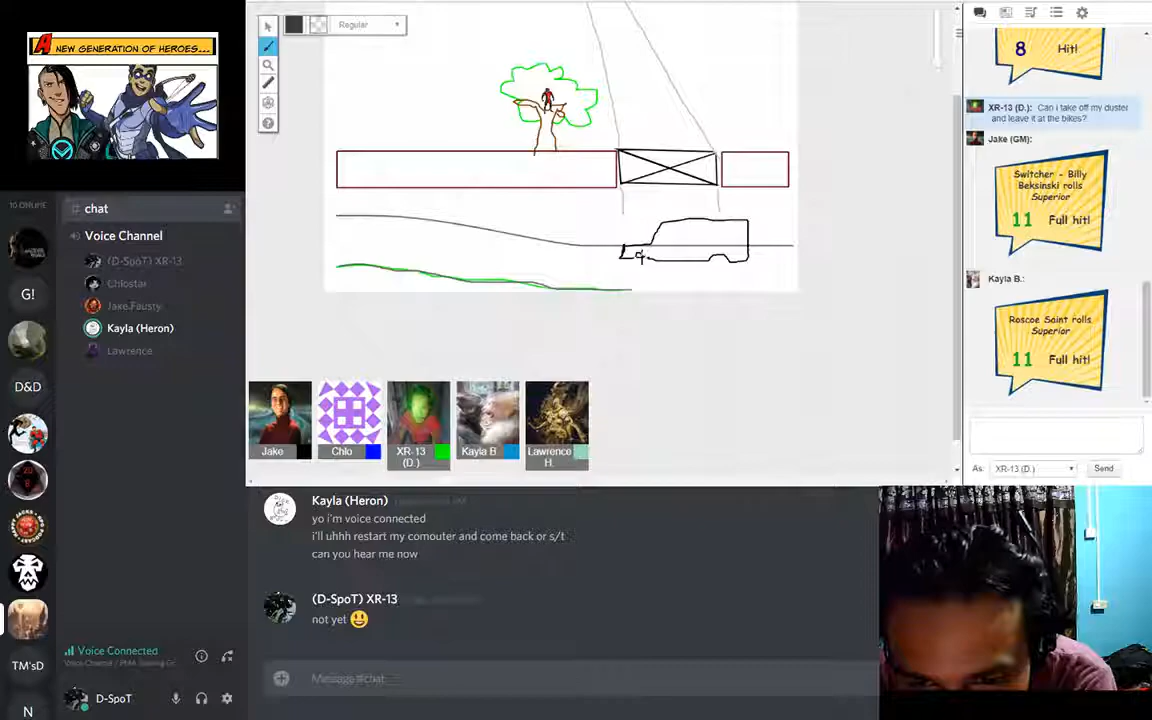 A NEW GENERATION OF HEROES...
10 ONLINE
# chat
Voice Channel
(D-SpoT) XR-13
Chlostar
Jake Fausty
Kayla (Heron)
Lawrence
G!
D&D
TM'sD
N
Voice Connected
D-SpoT
Regular
Jake
Chlo
XR-13
(D.)
Kayla B
Lawrence
H.
Kayla (Heron)
yo i'm voice connected
i'll uhhh restart my comouter and come back or s/t
can you hear me now
(D-SpoT) XR-13
not yet 😃
Message #chat
8 Hit!
XR-13 (D.): Can i take off my duster
and leave it at the bikes?
Jake (GM):
Switcher - Billy
Beksinski rolls
Superior
11 Full hit!
Kayla B.:
Roscoe Saint rolls
Superior
11 Full hit!
As: XR-13 (D.) Send